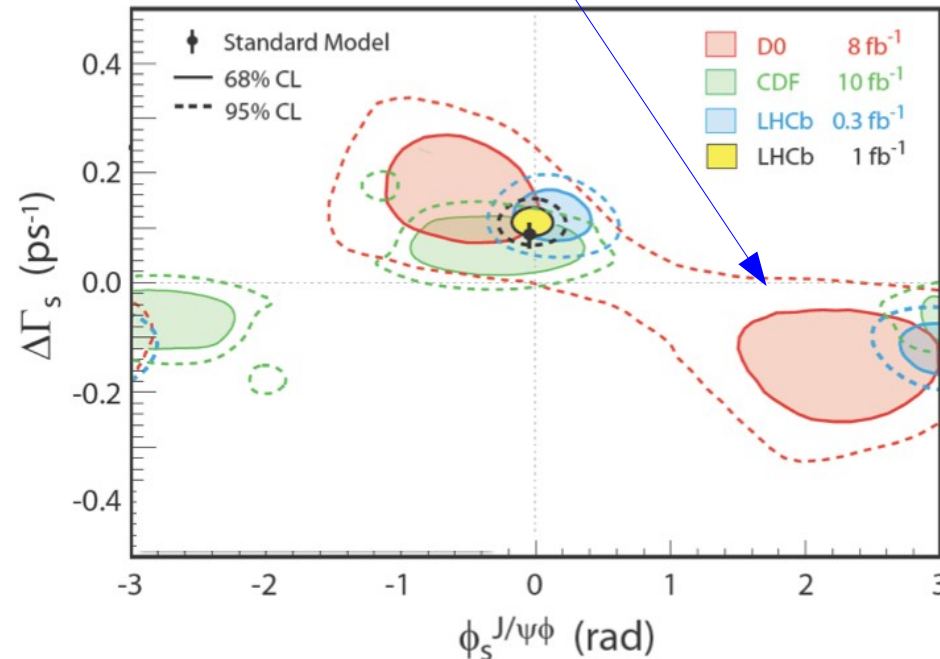 Standard Model
68% CL
95% CL
D0 8 fb⁻¹
CDF 10 fb⁻¹
LHCb 0.3 fb⁻¹
LHCb 1 fb⁻¹
0.4
0.2
0.0
-0.2
-0.4
ΔΓₛ (ps⁻¹)
-3 -2 -1 0 1 2 3
ϕₛ^J/ψϕ (rad)